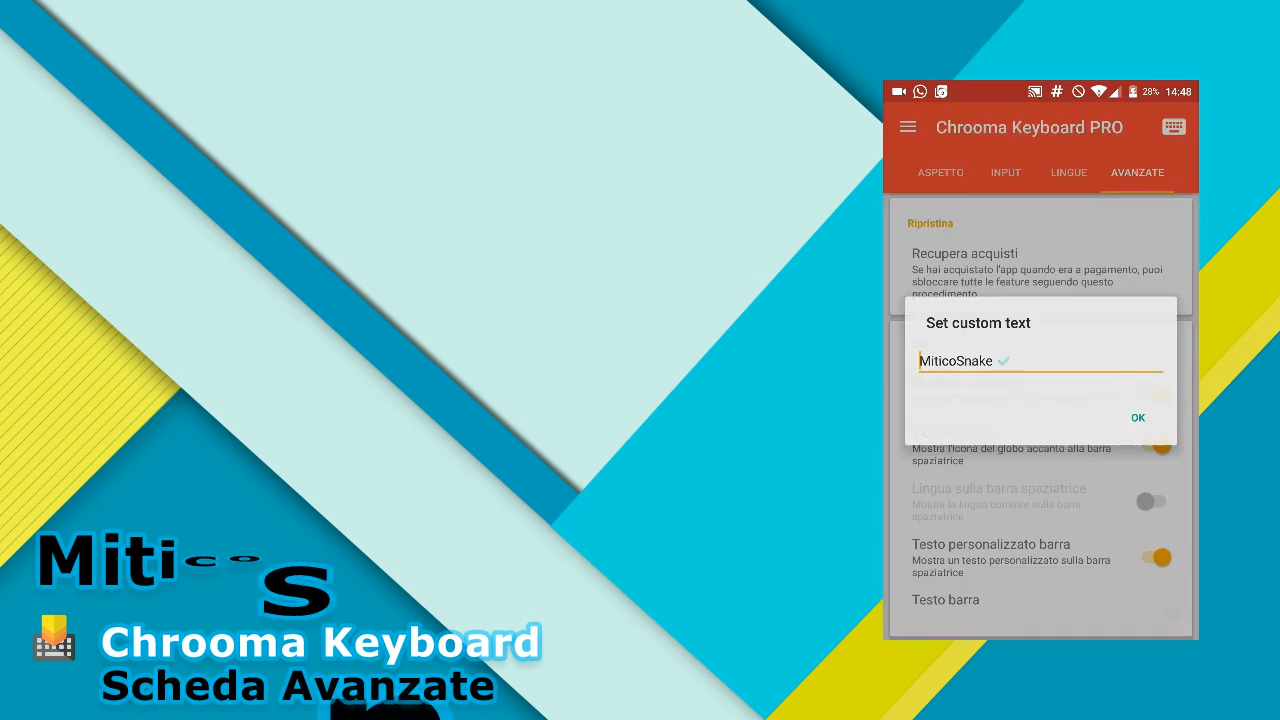 28% 14:48
Chrooma Keyboard PRO
ASPETTO INPUT LINGUE AVANZATE
Ripristina
Recupera acquisti
Se hai acquistato l'app quando era a pagamento, puoi
sbloccare tutte le feature seguendo questo
procedimento
Set custom text
MiticoSnake
OK
Mostra l'icona del globo accanto alla barra
spaziatrice
Lingua sulla barra spaziatrice
Mostra la lingua corrente sulla barra
spaziatrice
Testo personalizzato barra
Mostra un testo personalizzato sulla barra
spaziatrice
Testo barra
Mitico
S
Chrooma Keyboard
Scheda Avanzate